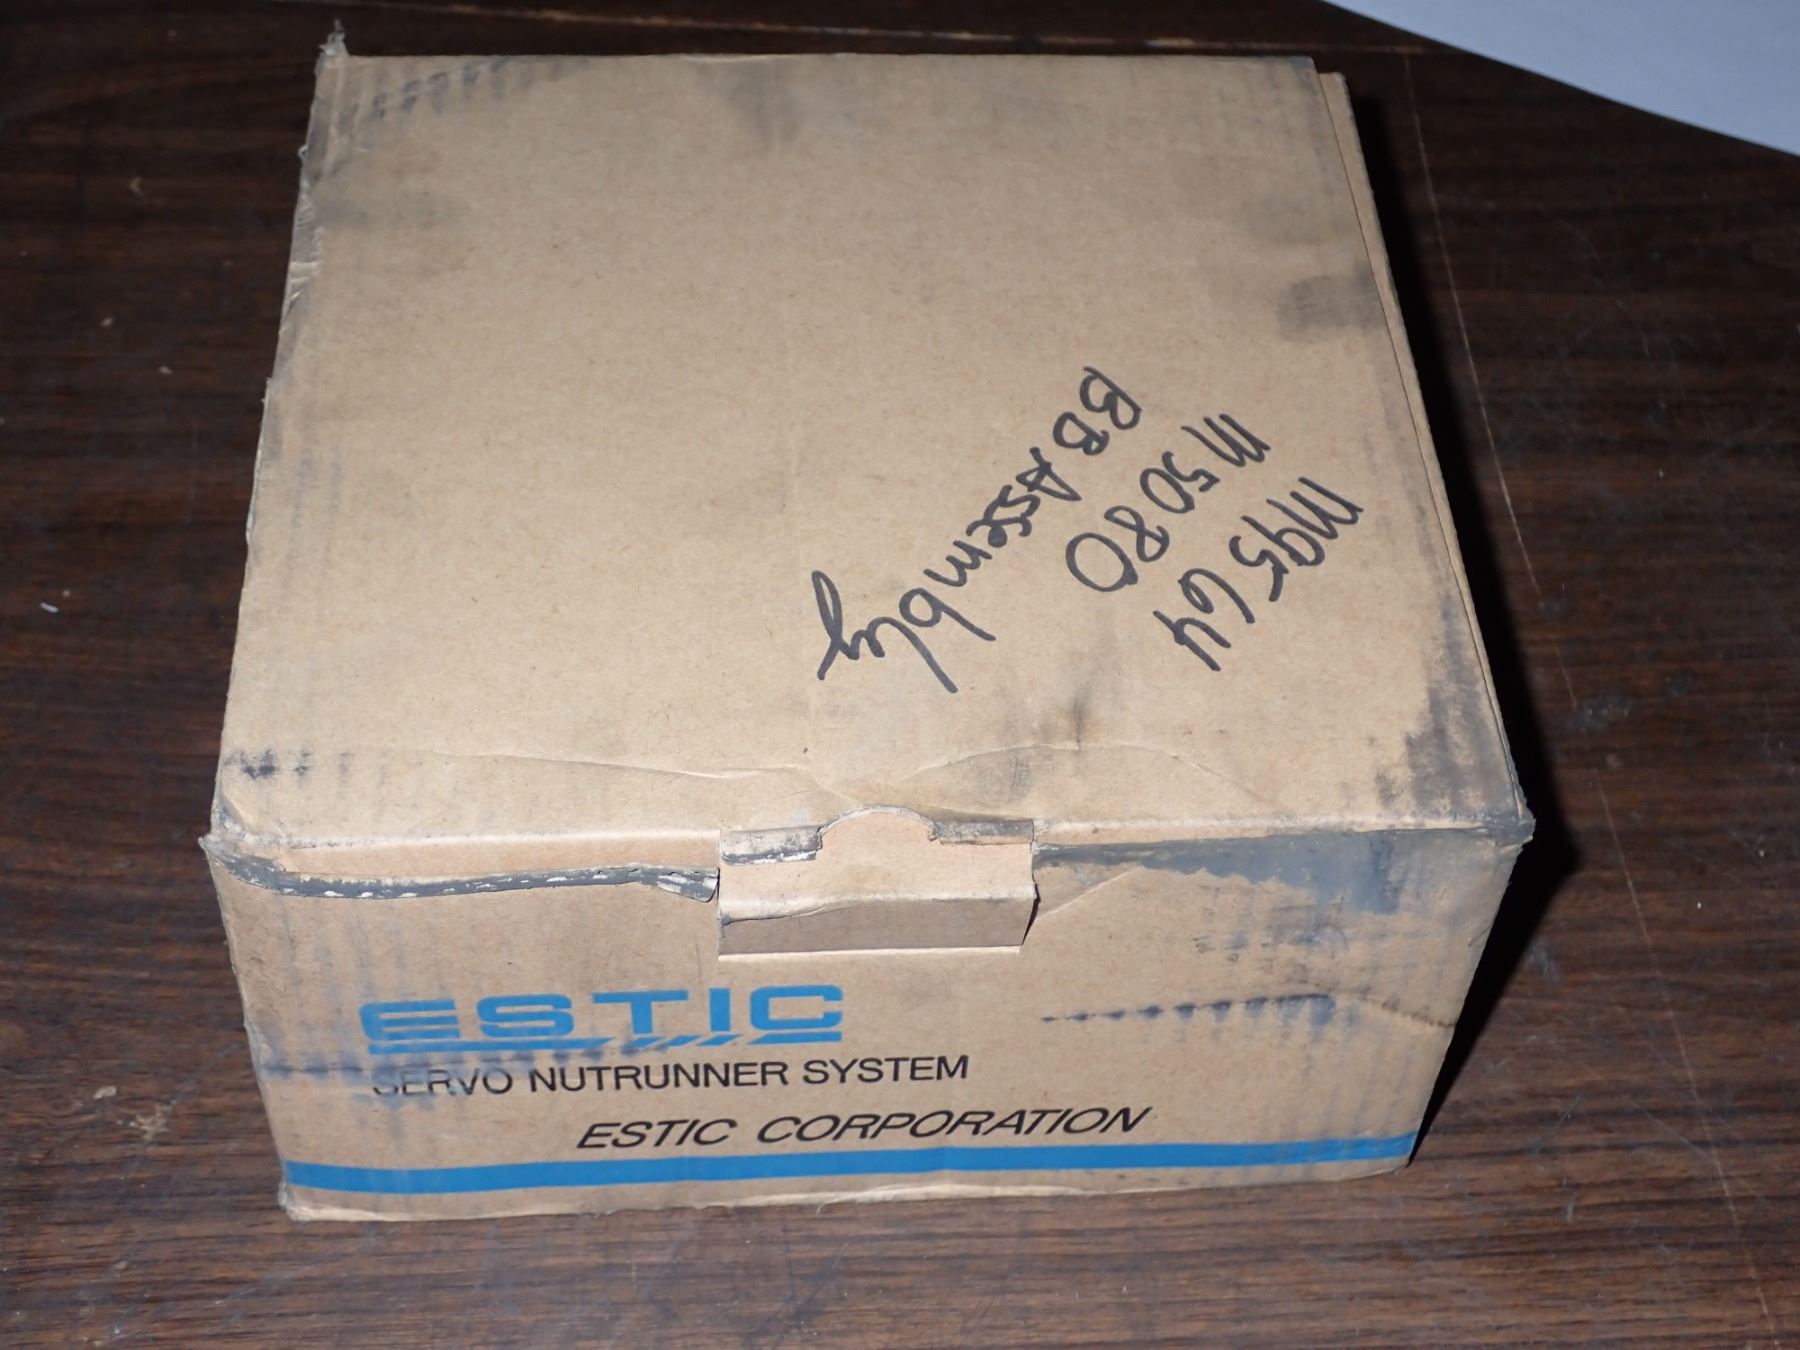 M9564
M5080
BB Assembly
ESTIC
SERVO NUTRUNNER SYSTEM
ESTIC CORPORATION